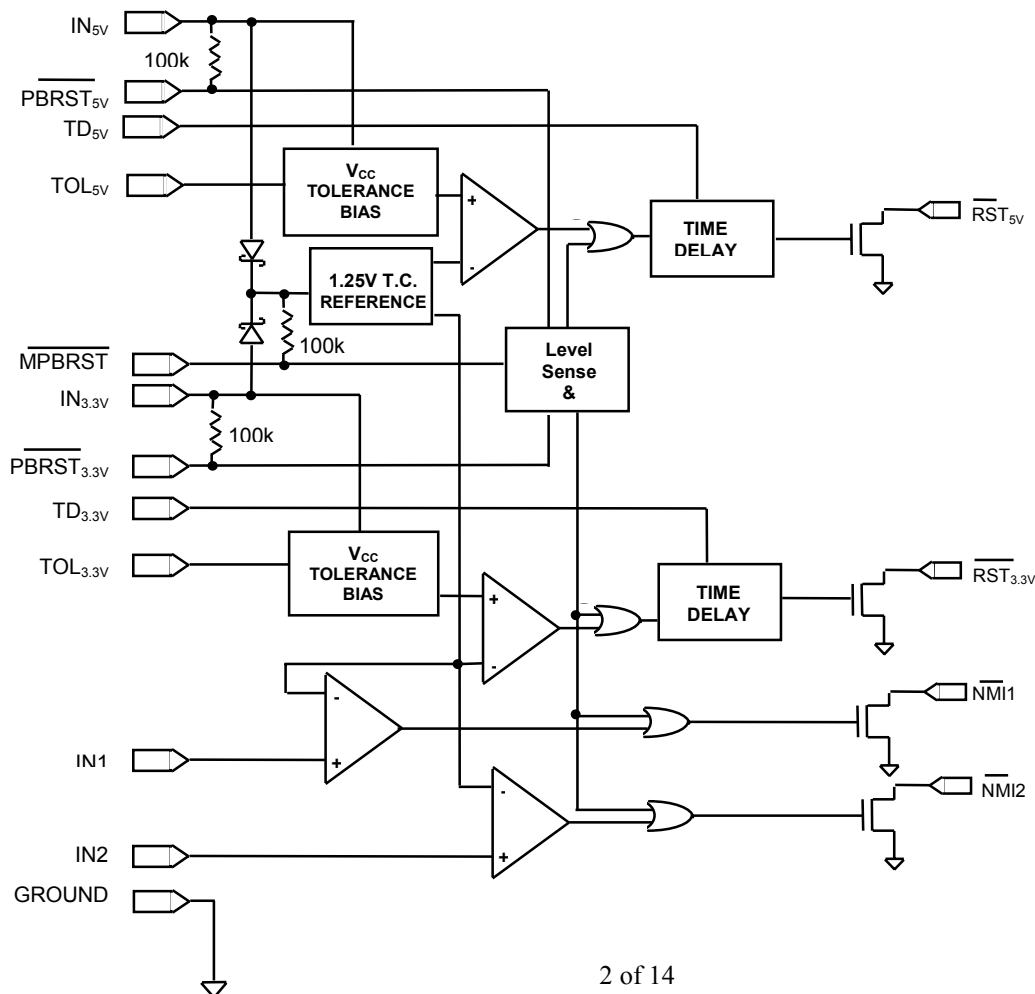 IN5V
100k
PBRST5V
TD5V
TOL5V
VCC
TOLERANCE
BIAS
+
-
TIME
DELAY
RST5V
1.25V T.C.
REFERENCE
100k
MPBRST
Level
Sense
&
IN3.3V
100k
PBRST3.3V
TD3.3V
TOL3.3V
VCC
TOLERANCE
BIAS
+
-
TIME
DELAY
RST3.3V
-
+
NMI1
IN1
-
+
NMI2
IN2
GROUND
2 of 14